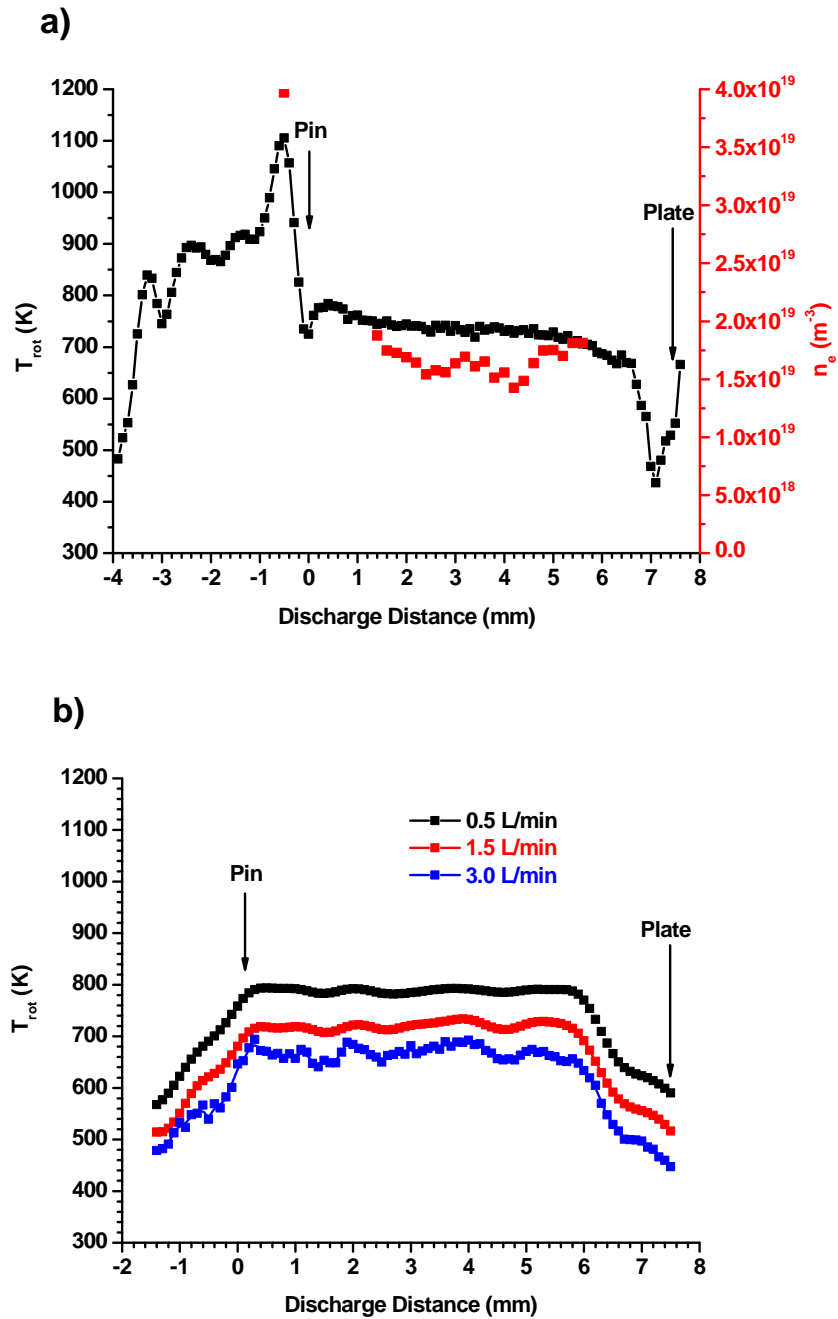 a)
1200
1100
1000
900
800
700
600
500
400
300
T_rot (K)
Pin
Plate
4.0x10^19
3.5x10^19
3.0x10^19
2.5x10^19
2.0x10^19
1.5x10^19
1.0x10^19
5.0x10^18
0.0
n_e (m^-3)
-4 -3 -2 -1 0 1 2 3 4 5 6 7 8
Discharge Distance (mm)
b)
1200
1100
1000
900
800
700
600
500
400
300
T_rot (K)
0.5 L/min
1.5 L/min
3.0 L/min
Pin
Plate
-2 -1 0 1 2 3 4 5 6 7 8
Discharge Distance (mm)